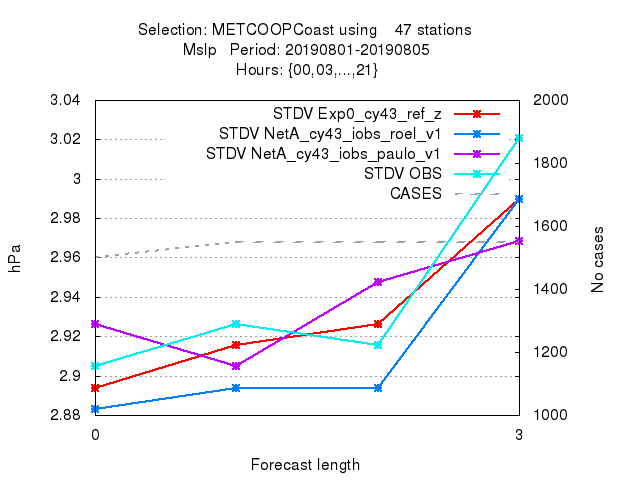 Selection: METCOOPCoast using 47 stations
Mslp Period: 20190801-20190805
Hours: {00,03,...,21}
3.04
3.02
3
2.98
2.96
2.94
2.92
2.9
2.88
hPa
STDV Exp0_cy43_ref_z
STDV NetA_cy43_iobs_roel_v1
STDV NetA_cy43_iobs_paulo_v1
STDV OBS
CASES
2000
1800
1600
1400
1200
1000
No cases
0
3
Forecast length